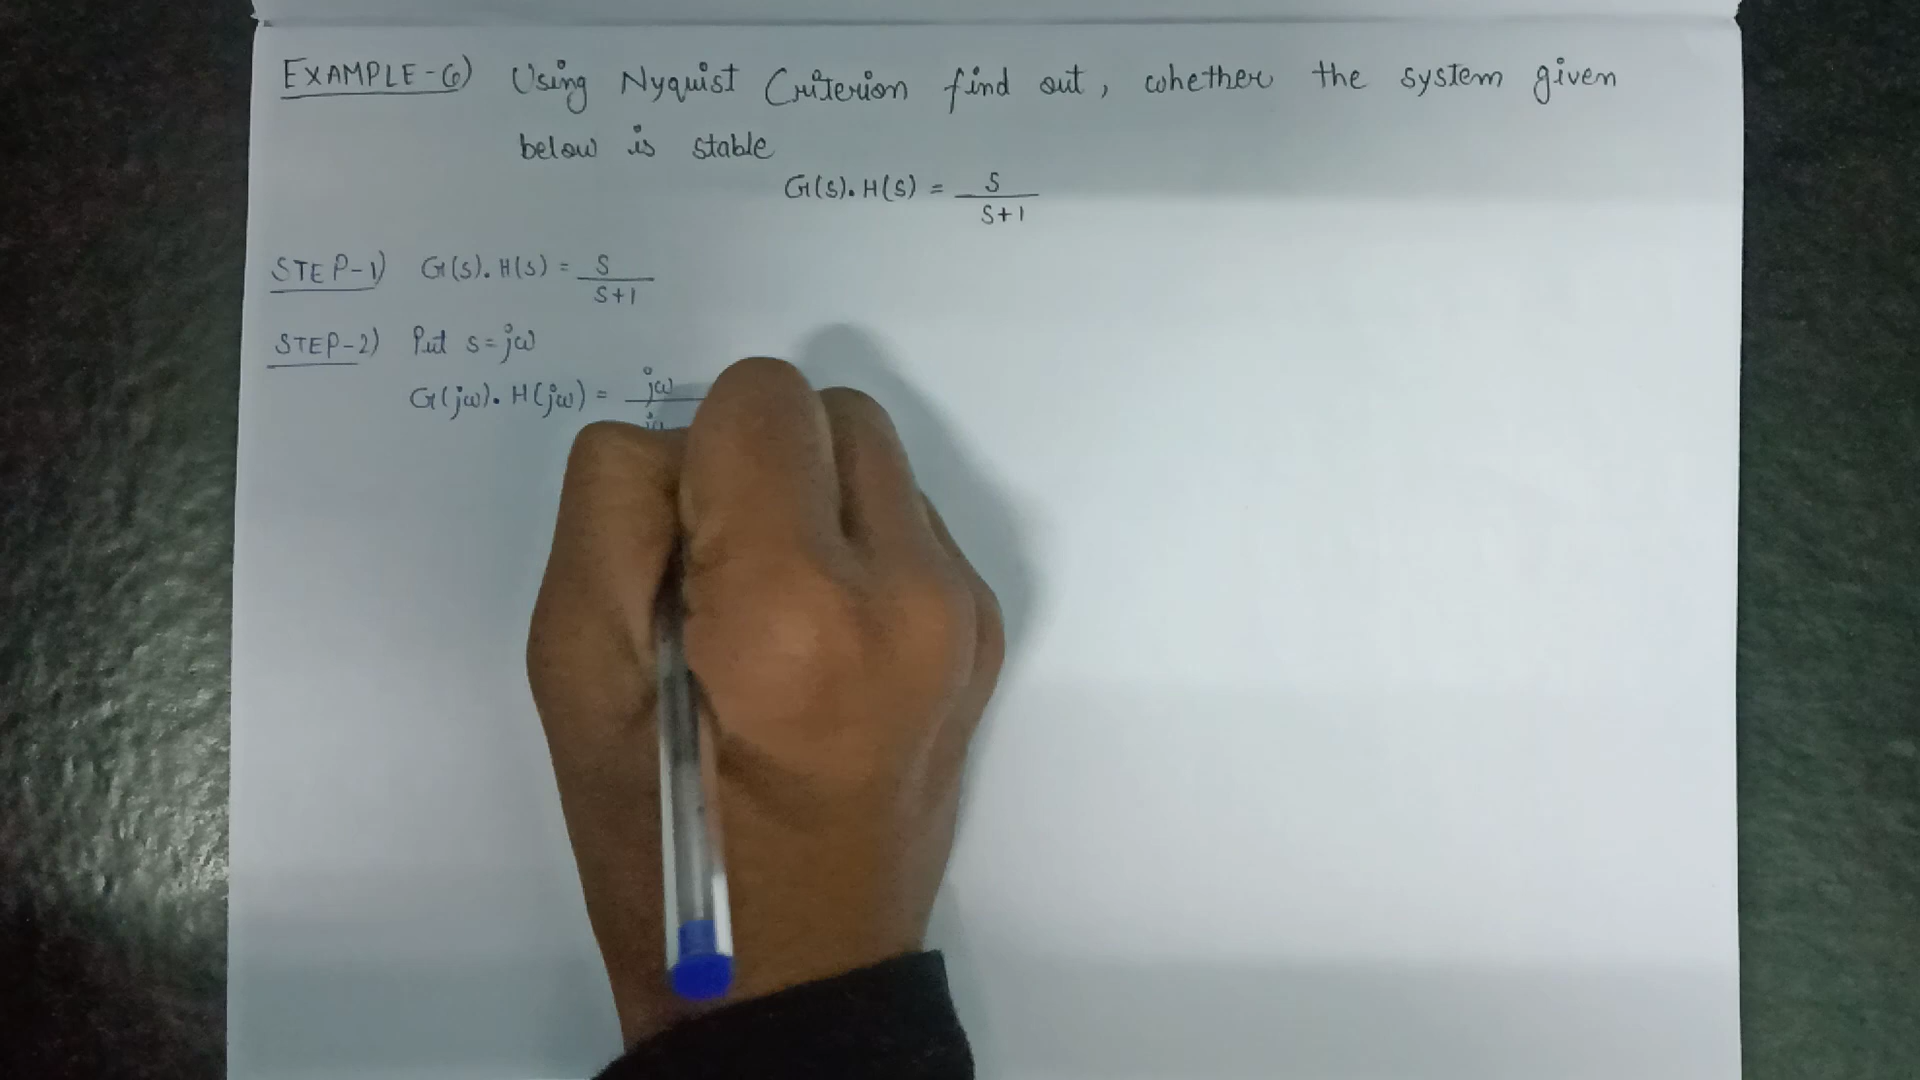 EXAMPLE-6) Using Nyquist Criterion find out, whether the system given
below is stable
G(s).H(s) = s/s+1
STEP-1) G(s).H(s) = s/s+1
STEP-2) Put s=jω
G(jω).H(jω) = jω